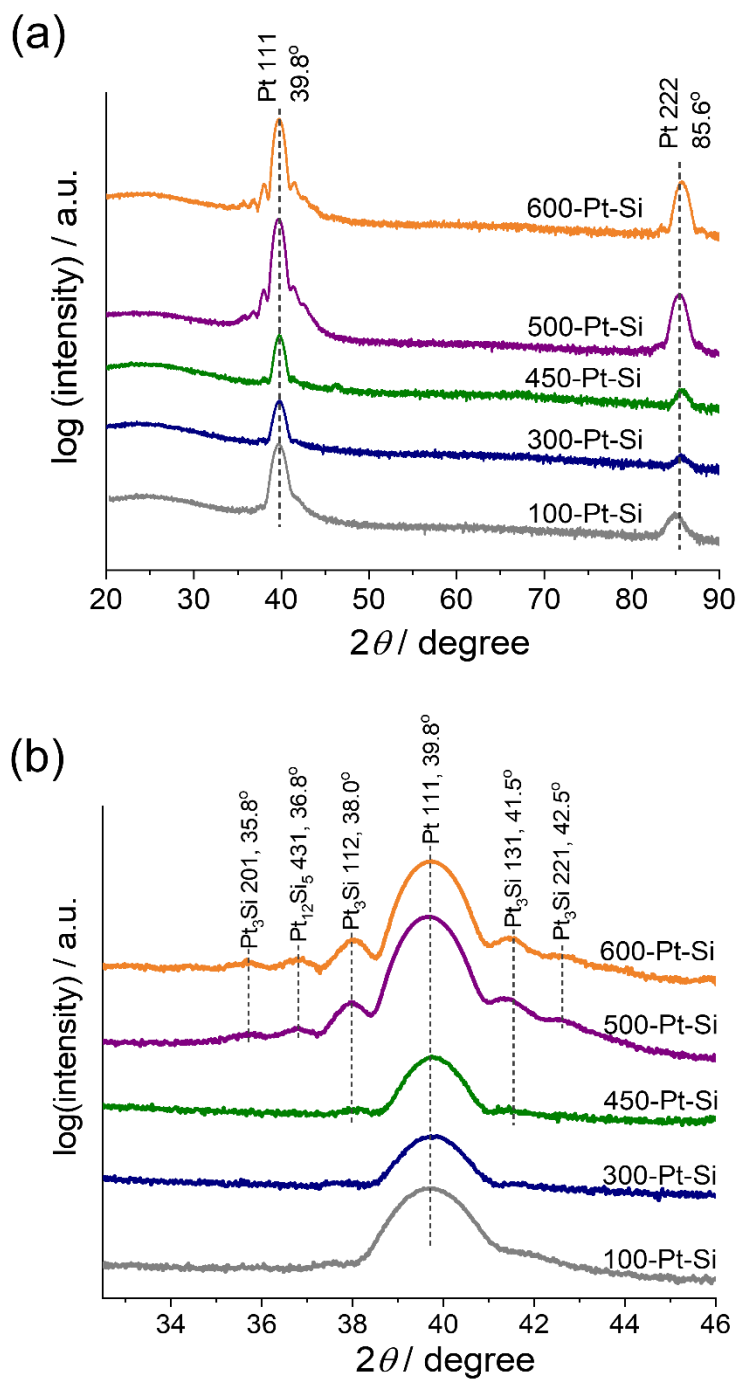 (a)
Pt 111
39.8°
Pt 222
85.6°
600-Pt-Si
500-Pt-Si
450-Pt-Si
300-Pt-Si
100-Pt-Si
log (intensity) / a.u.
20 30 40 50 60 70 80 90
2θ / degree
(b)
Pt₃Si 201, 35.8°
Pt₁₂Si₅ 431, 36.8°
Pt₃Si 112, 38.0°
Pt 111, 39.8°
Pt₃Si 131, 41.5°
Pt₃Si 221, 42.5°
600-Pt-Si
500-Pt-Si
450-Pt-Si
300-Pt-Si
100-Pt-Si
log(intensity) / a.u.
34 36 38 40 42 44 46
2θ / degree